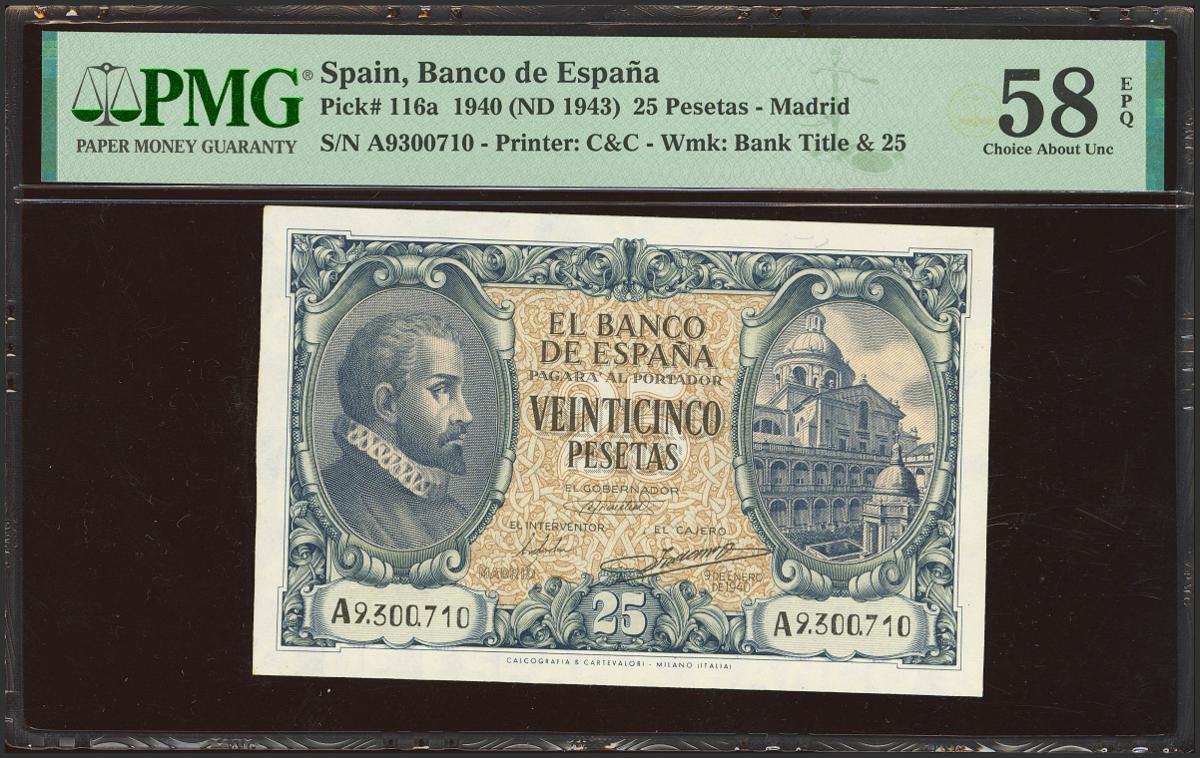 PMG®
PAPER MONEY GUARANTY
Spain, Banco de España
Pick# 116a 1940 (ND 1943) 25 Pesetas - Madrid
S/N A9300710 - Printer: C&C - Wmk: Bank Title & 25
58
EPQ
Choice About Unc
EL BANCO
DE ESPAÑA
PAGARA AL PORTADOR
25
VEINTICINCO
PESETAS
EL GOBERNADOR
EL INTERVENTOR
EL CAJERO
MADRID
9 DE ENERO
DE 1940
A9.300.710
25
A9.300.710
CALCOGRAFIA & CARTEVALORI - MILANO (ITALIA)